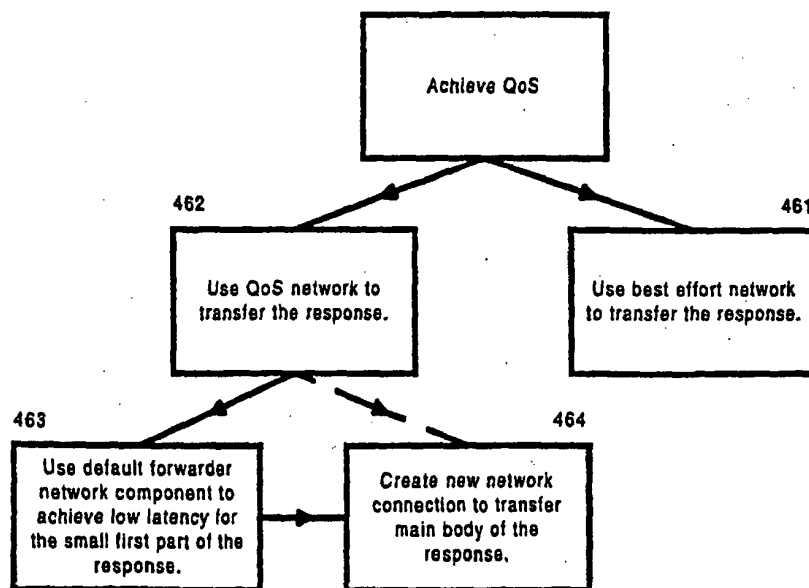 Achieve QoS
462
461
Use QoS network to
transfer the response.
Use best effort network
to transfer the response.
463
464
Use default forwarder
network component to
achieve low latency for
the small first part of the
response.
Create new network
connection to transfer
main body of the
response.